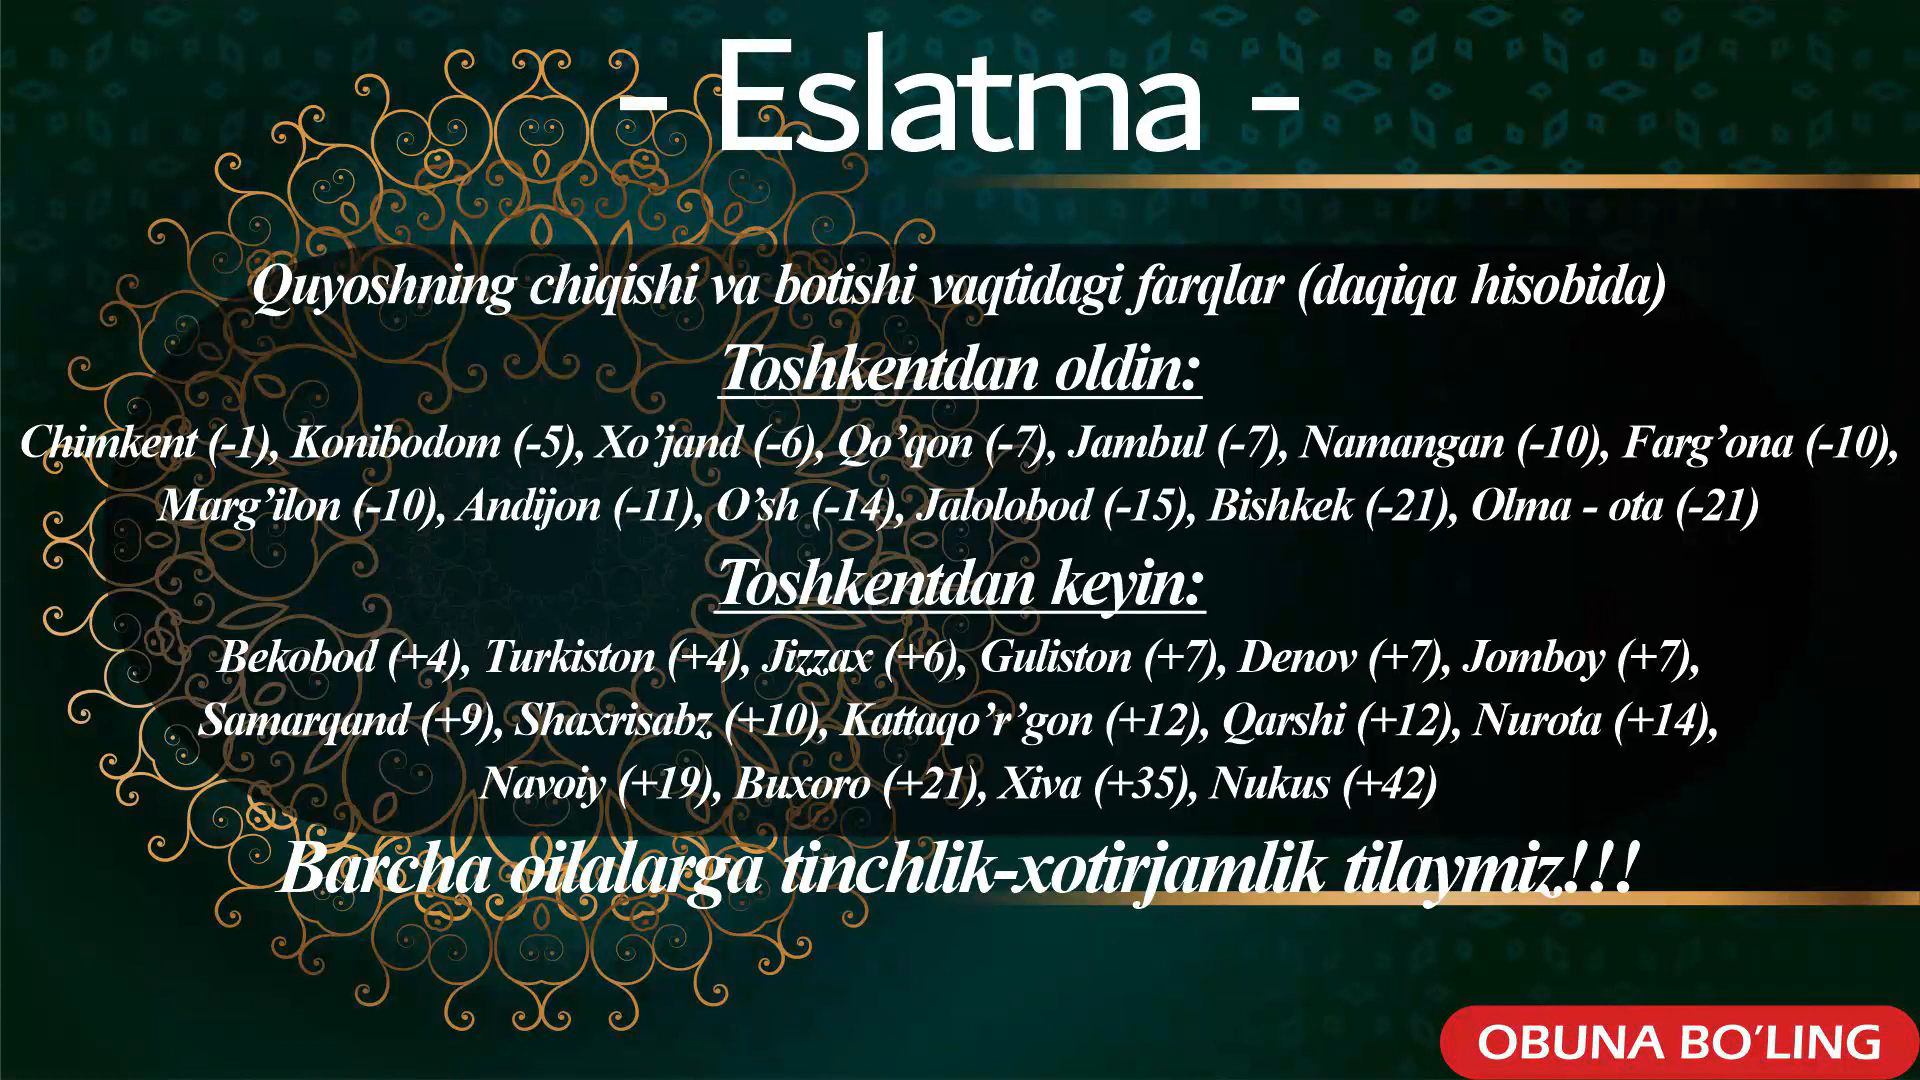 - Eslatma -
Quyoshning chiqishi va botishi vaqtidagi farqlar (daqiqa hisobida)
Toshkentdan oldin:
Chimkent (-1), Konibodom (-5), Xo’jand (-6), Qo’qon (-7), Jambul (-7), Namangan (-10), Farg’ona (-10),
Marg’ilon (-10), Andijon (-11), O’sh (-14), Jalolobod (-15), Bishkek (-21), Olma - ota (-21)
Toshkentdan keyin:
Bekobod (+4), Turkiston (+4), Jizzax (+6), Guliston (+7), Denov (+7), Jomboy (+7),
Samarqand (+9), Shaxrisabz (+10), Kattaqo’r’gon (+12), Qarshi (+12), Nurota (+14),
Navoiy (+19), Buxoro (+21), Xiva (+35), Nukus (+42)
Barcha oilalarga tinchlik-xotirjamlik tilaymiz!!!
OBUNA BO’LING